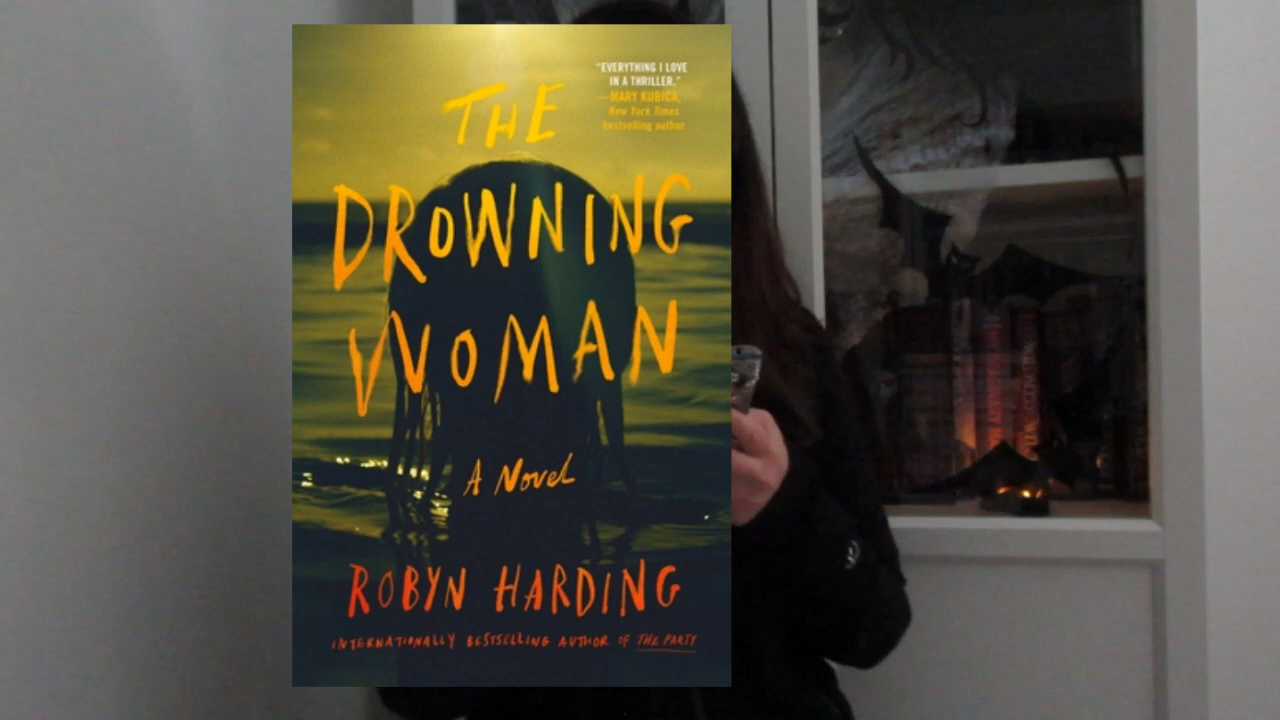 "EVERYTHING I LOVE
IN A THRILLER."
—MARY KUBICA,
New York Times
bestselling author
THE
DROWNING
WOMAN
A Novel
ROBYN HARDING
INTERNATIONALLY BESTSELLING AUTHOR OF THE PARTY